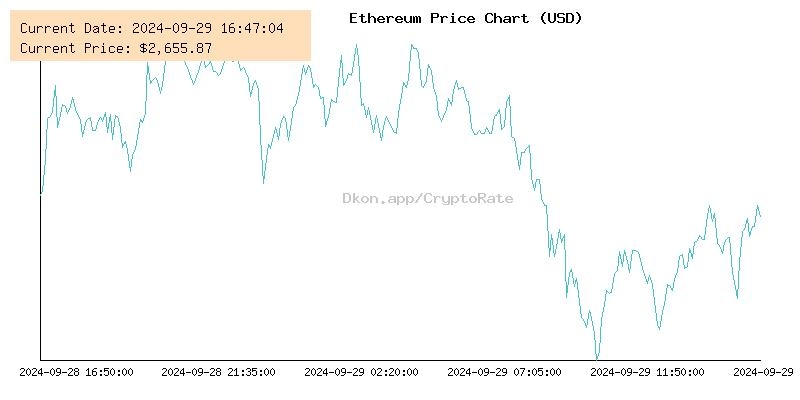 Ethereum Price Chart (USD)
Current Date: 2024-09-29 16:47:04
Current Price: $2,655.87
Dkon.app/CryptoRate
2024-09-28 16:50:00 2024-09-28 21:35:00 2024-09-29 02:20:00 2024-09-29 07:05:00 2024-09-29 11:50:00 2024-09-29